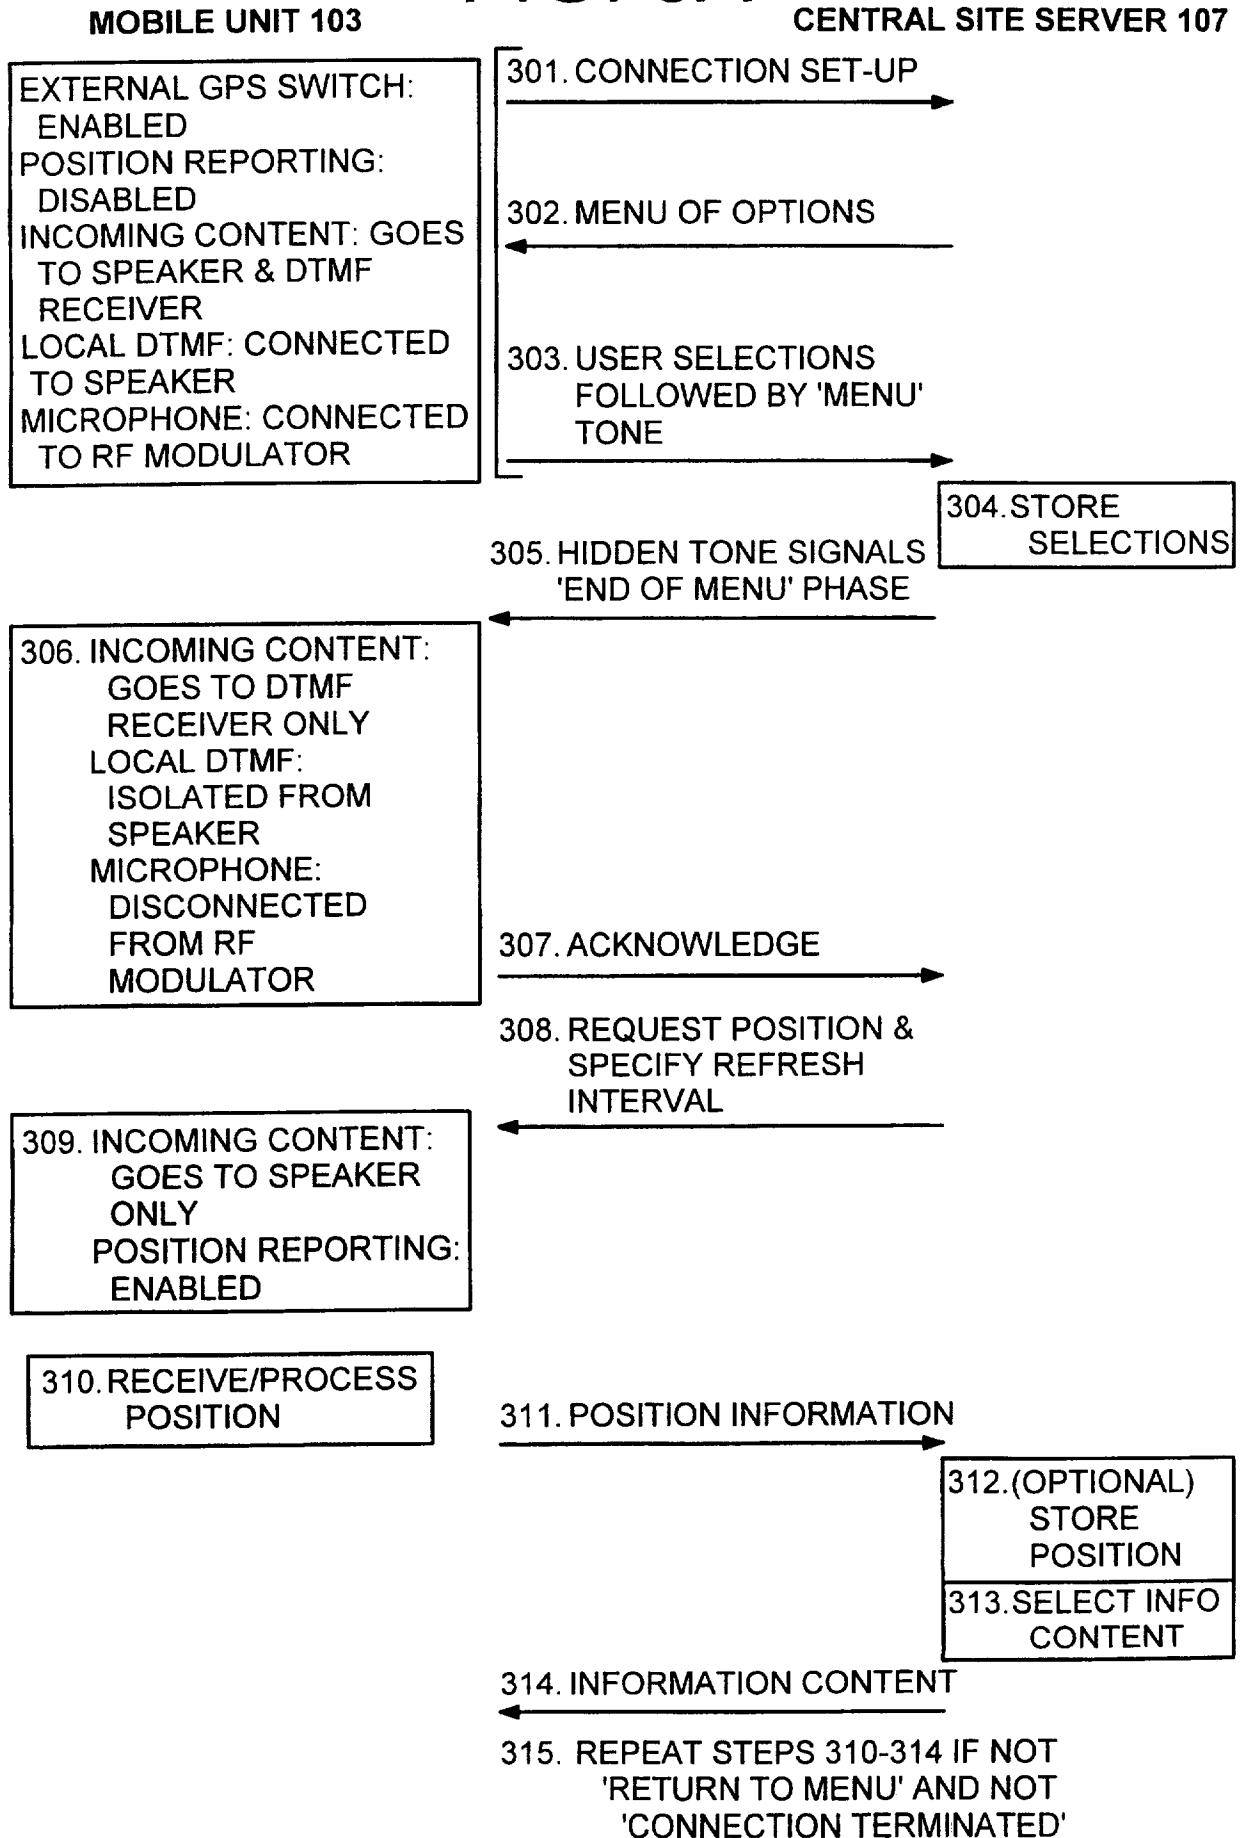 MOBILE UNIT 103
CENTRAL SITE SERVER 107
EXTERNAL GPS SWITCH:
ENABLED
POSITION REPORTING:
DISABLED
INCOMING CONTENT: GOES
TO SPEAKER & DTMF
RECEIVER
LOCAL DTMF: CONNECTED
TO SPEAKER
MICROPHONE: CONNECTED
TO RF MODULATOR
301. CONNECTION SET-UP
302. MENU OF OPTIONS
303. USER SELECTIONS
FOLLOWED BY 'MENU'
TONE
304. STORE
SELECTIONS
305. HIDDEN TONE SIGNALS
'END OF MENU' PHASE
306. INCOMING CONTENT:
GOES TO DTMF
RECEIVER ONLY
LOCAL DTMF:
ISOLATED FROM
SPEAKER
MICROPHONE:
DISCONNECTED
FROM RF
MODULATOR
307. ACKNOWLEDGE
308. REQUEST POSITION &
SPECIFY REFRESH
INTERVAL
309. INCOMING CONTENT:
GOES TO SPEAKER
ONLY
POSITION REPORTING:
ENABLED
310. RECEIVE/PROCESS
POSITION
311. POSITION INFORMATION
312. (OPTIONAL)
STORE
POSITION
313. SELECT INFO
CONTENT
314. INFORMATION CONTENT
315. REPEAT STEPS 310-314 IF NOT
'RETURN TO MENU' AND NOT
'CONNECTION TERMINATED'